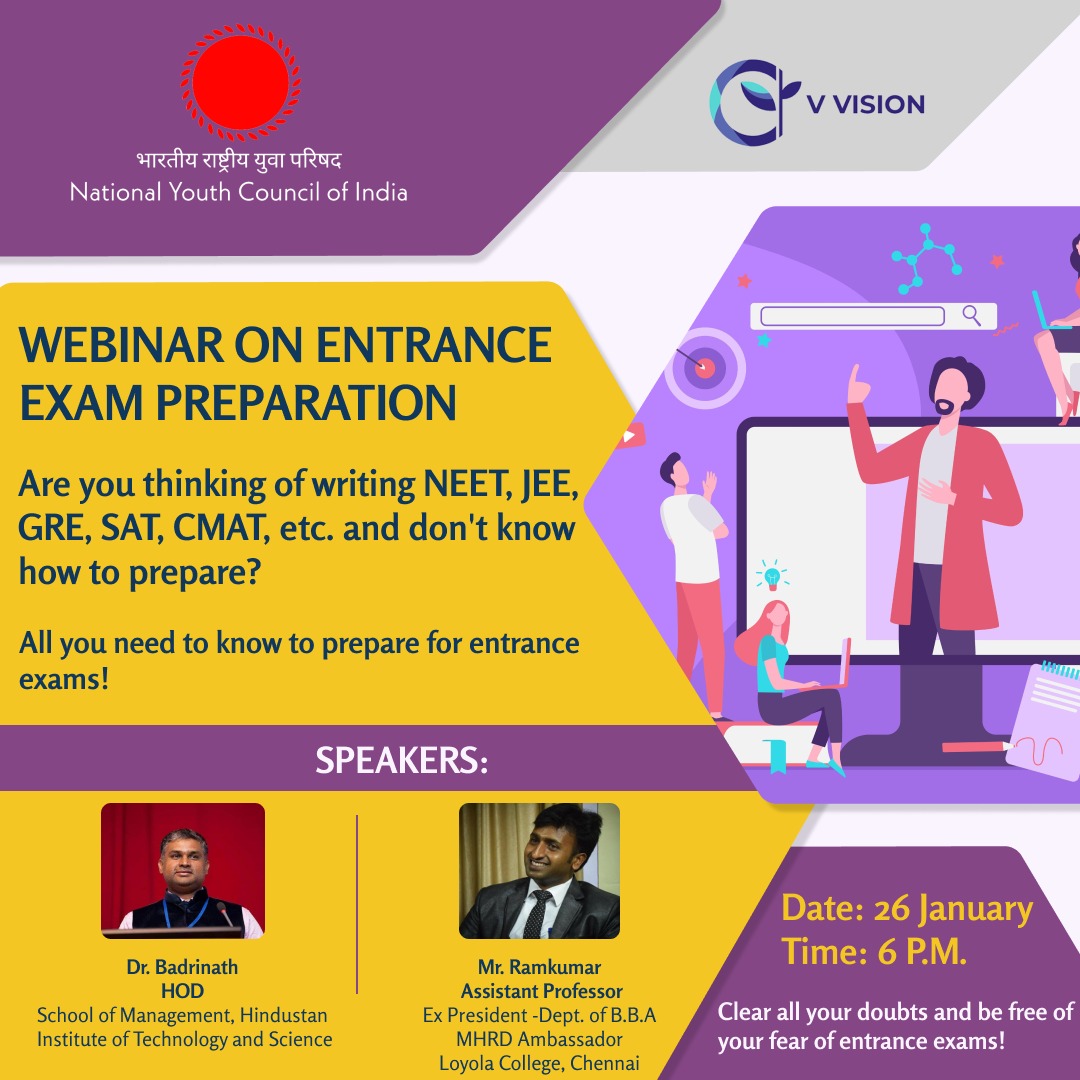 भारतीय राष्ट्रीय युवा परिषद
National Youth Council of India
V VISION
WEBINAR ON ENTRANCE
EXAM PREPARATION
Are you thinking of writing NEET, JEE,
GRE, SAT, CMAT, etc. and don't know
how to prepare?
All you need to know to prepare for entrance
exams!
SPEAKERS:
Dr. Badrinath
HOD
School of Management, Hindustan
Institute of Technology and Science
Mr. Ramkumar
Assistant Professor
Ex President -Dept. of B.B.A
MHRD Ambassador
Loyola College, Chennai
Date: 26 January
Time: 6 P.M.
Clear all your doubts and be free of
your fear of entrance exams!